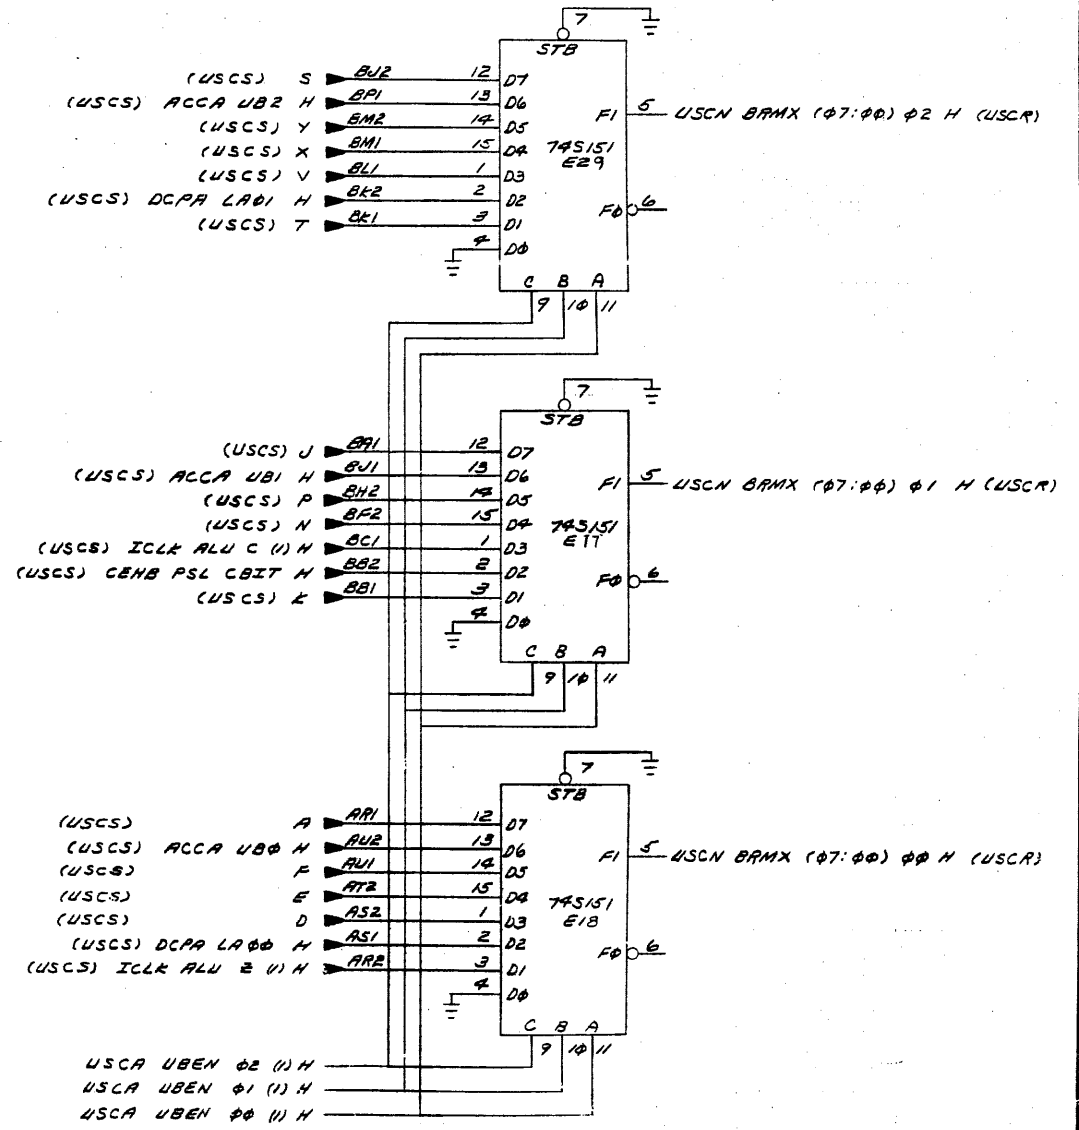 7
STB
(USCS) S BJ2 12 D7
(USCS) ACCA UB2 H BP1 13 D6
F1 5 USCN BRMX (07:00) 02 H (USCR)
(USCS) Y BM2 14 D5
(USCS) X BM1 15 D4 74S151
E29
(USCS) V BL1 1 D3
(USCS) DCPA LA01 H BK2 2 D2
F0 6
(USCS) T BK1 3 D1
4 D0
C B A
9 10 11
7
STB
(USCS) J BA1 12 D7
(USCS) ACCA UB1 H BJ1 13 D6
F1 5 USCN BRMX (07:00) 01 H (USCR)
(USCS) P BH2 14 D5
(USCS) N BF2 15 D4 74S151
E17
(USCS) ICLK ALU C (1) H BC1 1 D3
(USCS) CEHB PSL CBIT H BB2 2 D2
F0 6
(USCS) K BB1 3 D1
4 D0
C B A
9 10 11
7
STB
(USCS) A AR1 12 D7
(USCS) ACCA UB0 H AU2 13 D6
F1 5 USCN BRMX (07:00) 00 H (USCR)
(USCS) F AU1 14 D5
(USCS) E AT2 15 D4
74S151
(USCS) D AS2 1 D3 E18
(USCS) DCPA LA00 H AS1 2 D2
F0 6
(USCS) ICLK ALU Z (1) H AR2 3 D1
4 D0
C B A
9 10 11
USCA UBEN 02 (1) H
USCA UBEN 01 (1) H
USCA UBEN 00 (1) H